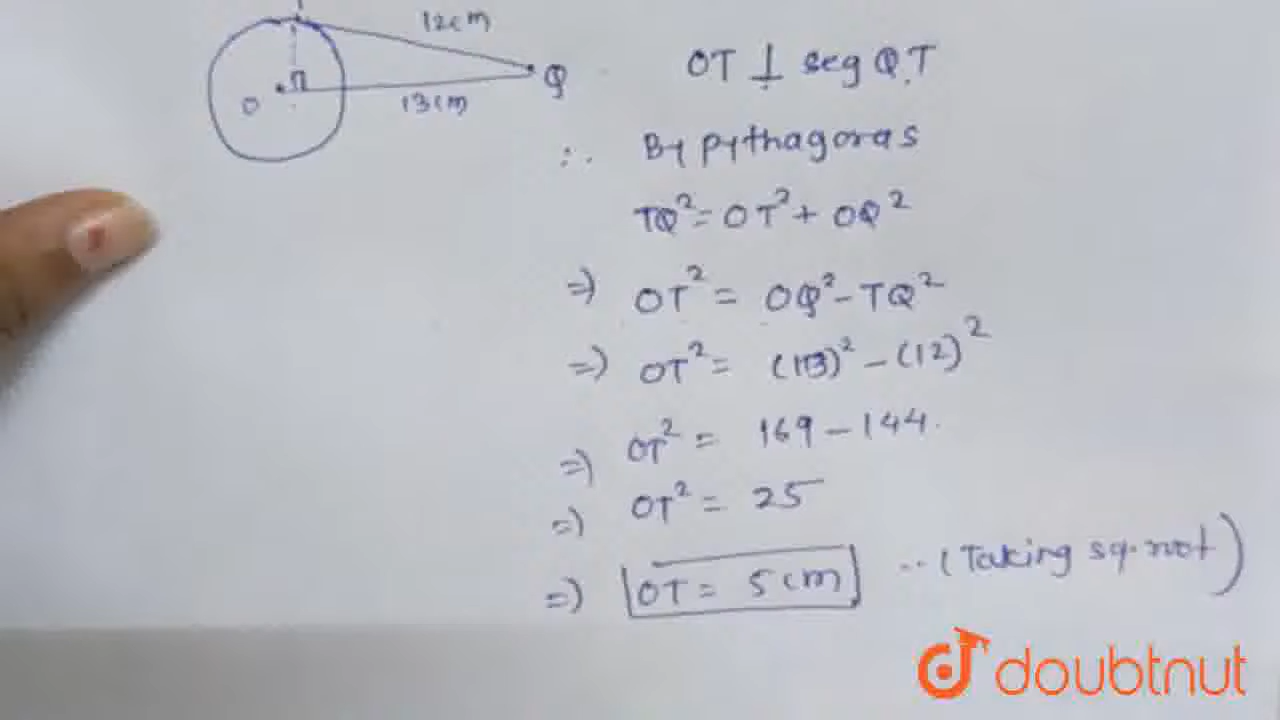 12cm
Q
O
13cm
OT ⊥ seg QT
∴ By pythagoras
TQ² = OT² + OQ²
⇒ OT² = OQ² - TQ²
⇒ OT² = (13)² - (12)²
⇒ OT² = 169 - 144.
⇒ OT² = 25
⇒ OT = 5cm .. (Taking sq. root)
doubtnut